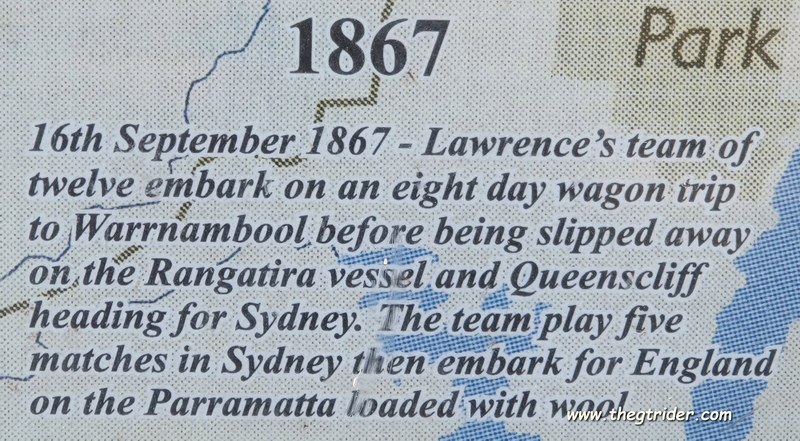 1867
Park
16th September 1867 - Lawrence's team of
twelve embark on an eight day wagon trip
to Warrnambool before being slipped away
on the Rangatira vessel and Queenscliff
heading for Sydney. The team play five
matches in Sydney then embark for England
on the Parramatta loaded with wool
www.thegtrider.com